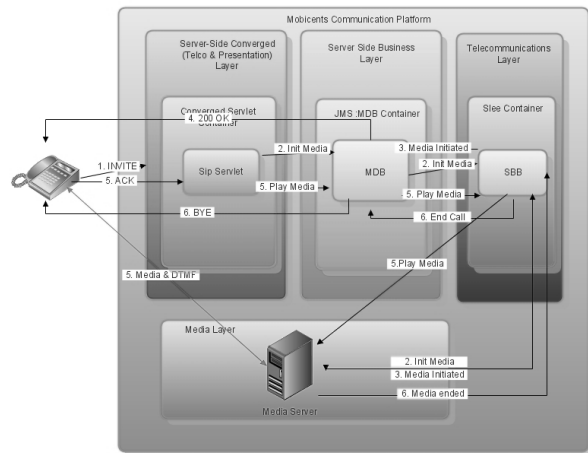 Mobicents Communication Platform
Server-Side Converged
(Telco & Presentation)
Layer
Server Side Business
Layer
Telecommunications
Layer
Converged Servlet
Container
JMS :MDB Container
Slee Container
4. 200 OK
2. Init Media
3. Media Initiated
1. INVITE
Sip Servlet
MDB
2. Init Media
SBB
5. ACK
5. Play Media
5. Play Media
6. BYE
6. End Call
5.Play Media
5. Media & DTMF
Media Layer
2. Init Media
3. Media Initiated
6. Media ended
Media Server